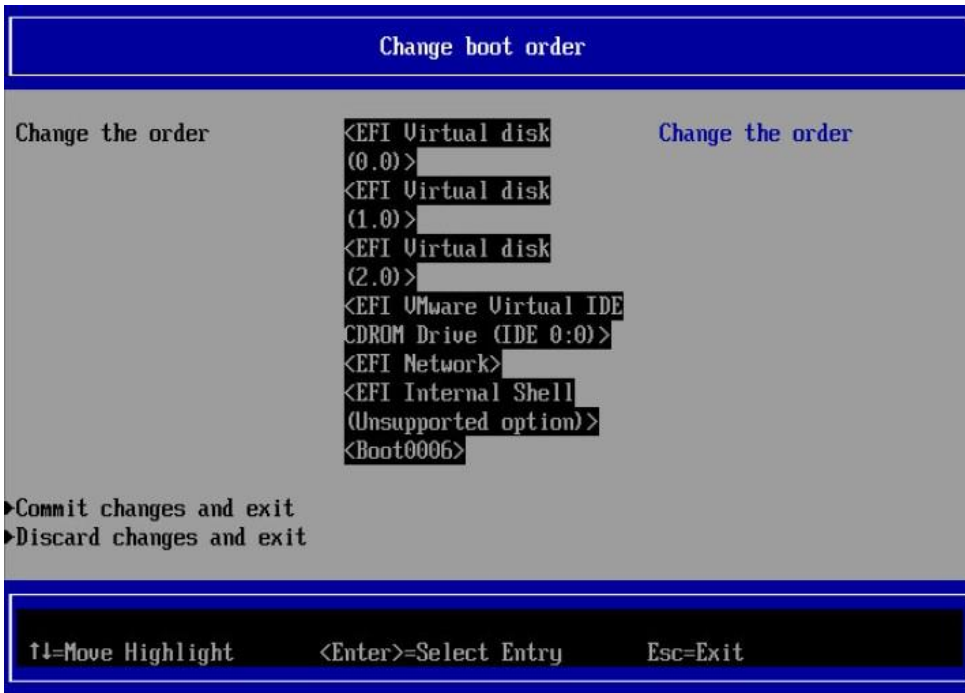 Change boot order
Change the order
<EFI Virtual disk
(0.0)>
<EFI Virtual disk
(1.0)>
<EFI Virtual disk
(2.0)>
<EFI VMware Virtual IDE
CDROM Drive (IDE 0:0)>
<EFI Network>
<EFI Internal Shell
(Unsupported option)>
<Boot0006>
Change the order
Commit changes and exit
Discard changes and exit
↑↓=Move Highlight
<Enter>=Select Entry
Esc=Exit